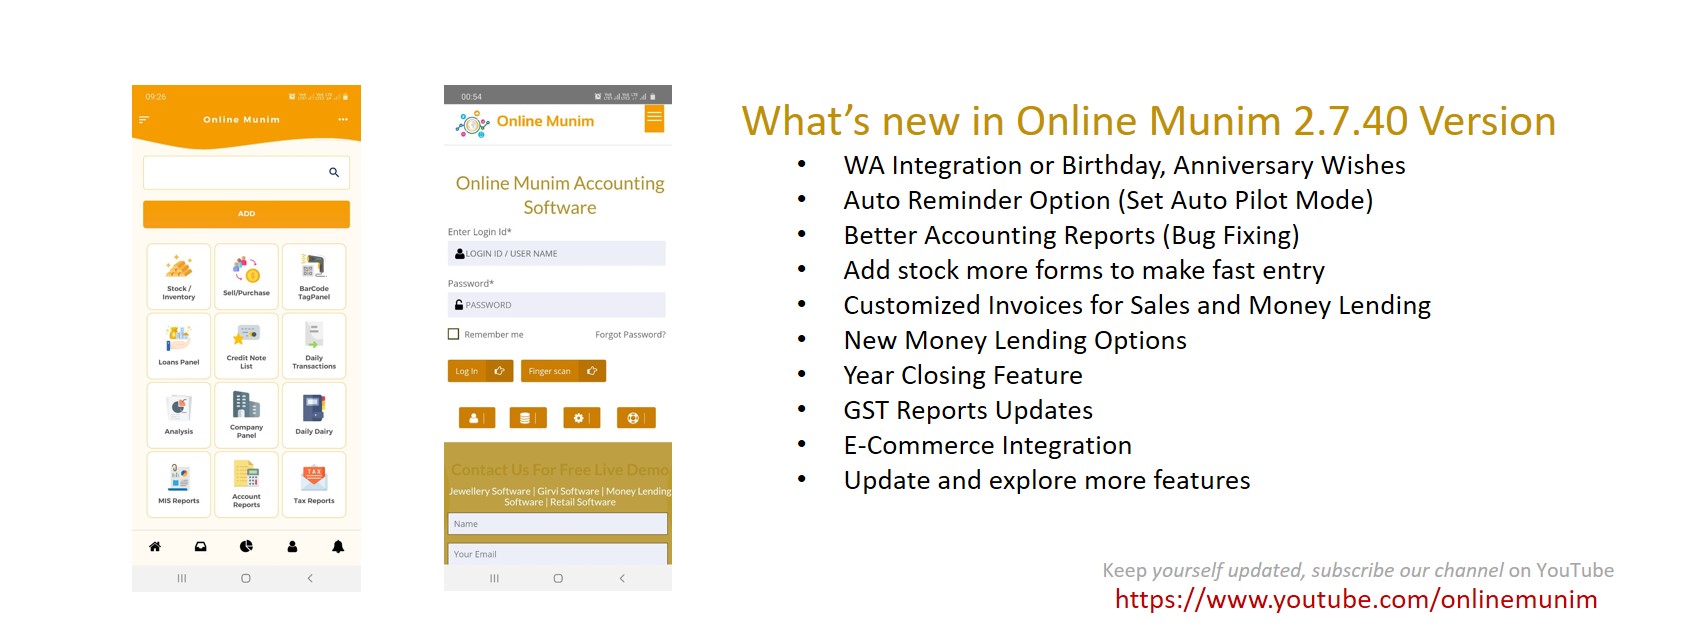 09:26
Online Munim
ADD
Stock /
Inventory
Sell/Purchase
BarCode
TagPanel
Loans Panel
Credit Note
List
Daily
Transactions
Analysis
Company
Panel
Daily Dairy
MIS Reports
Account
Reports
Tax Reports
00:54
Online Munim
Online Munim Accounting
Software
Enter Login Id*
LOGIN ID / USER NAME
Password*
PASSWORD
Remember me
Forgot Password?
Log In
Finger scan
Contact Us For Free Live Demo
Jewellery Software | Girvi Software | Money Lending
Software | Retail Software
Name
Your Email
What's new in Online Munim 2.7.40 Version
• WA Integration or Birthday, Anniversary Wishes
• Auto Reminder Option (Set Auto Pilot Mode)
• Better Accounting Reports (Bug Fixing)
• Add stock more forms to make fast entry
• Customized Invoices for Sales and Money Lending
• New Money Lending Options
• Year Closing Feature
• GST Reports Updates
• E-Commerce Integration
• Update and explore more features
Keep yourself updated, subscribe our channel on YouTube
https://www.youtube.com/onlinemunim